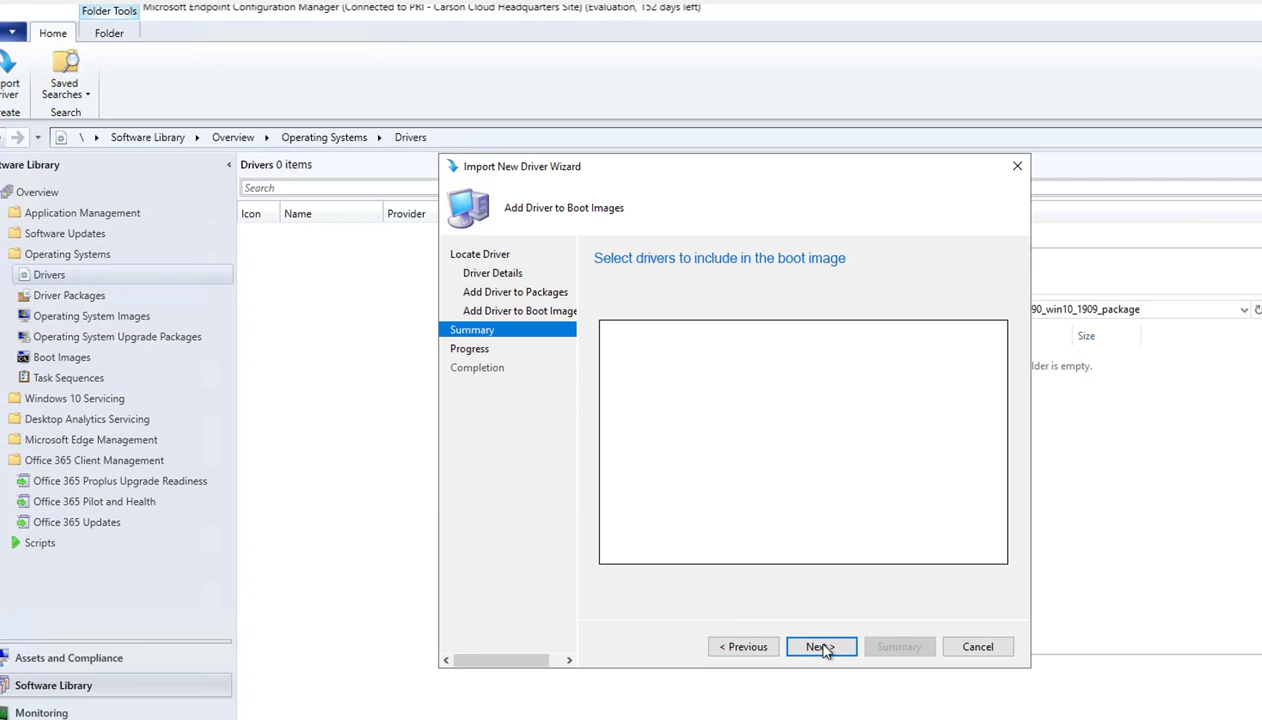 Folder Tools
Microsoft Endpoint Configuration Manager (Connected to PRI - Carson Cloud Headquarters Site) (Evaluation, 152 days left)
Home
Folder
Saved
Searches
Search
\ Software Library Overview Operating Systems Drivers
Drivers 0 items
Search
Icon Name Provider
Overview
Application Management
Software Updates
Operating Systems
Drivers
Driver Packages
Operating System Images
Operating System Upgrade Packages
Boot Images
Task Sequences
Windows 10 Servicing
Desktop Analytics Servicing
Microsoft Edge Management
Office 365 Client Management
Office 365 Proplus Upgrade Readiness
Office 365 Pilot and Health
Office 365 Updates
Scripts
Assets and Compliance
Software Library
Monitoring
Import New Driver Wizard
Add Driver to Boot Images
Locate Driver
Driver Details
Add Driver to Packages
Add Driver to Boot Image
Summary
Progress
Completion
Select drivers to include in the boot image
< Previous
Next >
Summary
Cancel
90_win10_1909_package
Size
lder is empty.